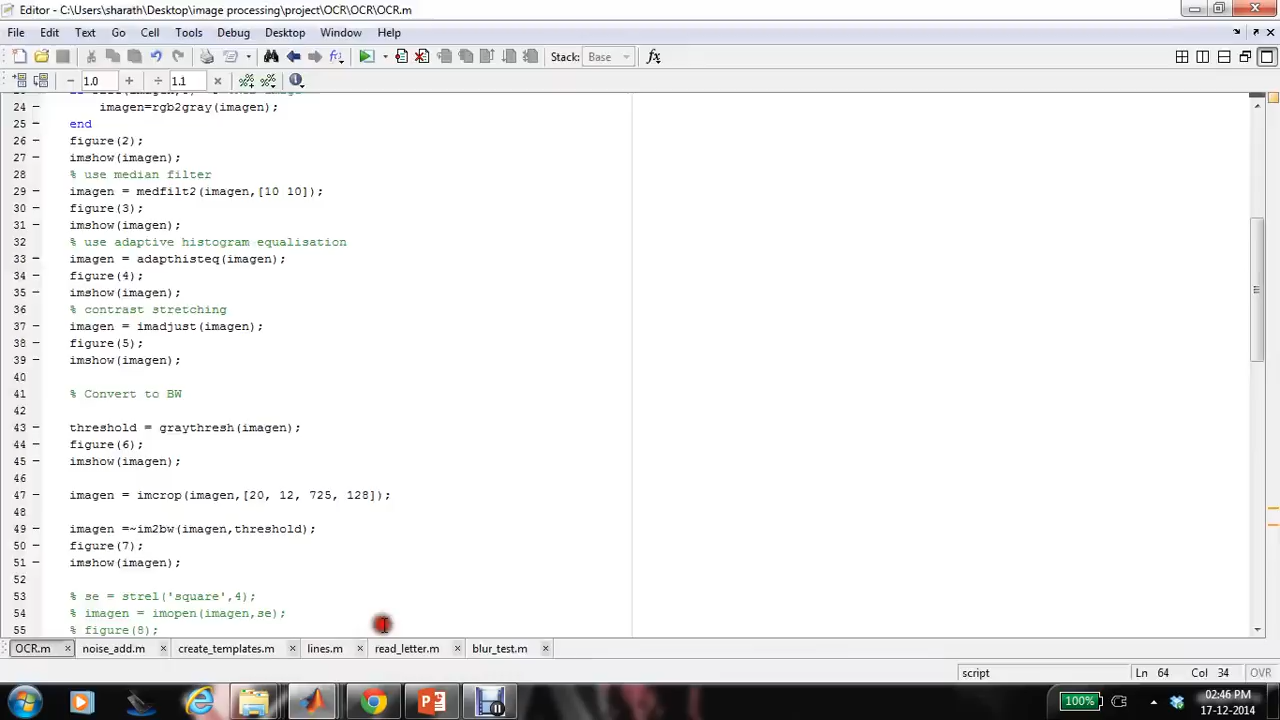 Editor - C:\Users\sharath\Desktop\image processing\project\OCR\OCR\OCR.m
File Edit Text Go Cell Tools Debug Desktop Window Help
Stack: Base fx
− 1.0 + ÷ 1.1 ×
24 − imagen=rgb2gray(imagen);
25 − end
26 − figure(2);
27 − imshow(imagen);
28 % use median filter
29 − imagen = medfilt2(imagen,[10 10]);
30 − figure(3);
31 − imshow(imagen);
32 % use adaptive histogram equalisation
33 − imagen = adapthisteq(imagen);
34 − figure(4);
35 − imshow(imagen);
36 % contrast stretching
37 − imagen = imadjust(imagen);
38 − figure(5);
39 − imshow(imagen);
40
41 % Convert to BW
42
43 − threshold = graythresh(imagen);
44 − figure(6);
45 − imshow(imagen);
46
47 − imagen = imcrop(imagen,[20, 12, 725, 128]);
48
49 − imagen =~im2bw(imagen,threshold);
50 − figure(7);
51 − imshow(imagen);
52
53 % se = strel('square',4);
54 % imagen = imopen(imagen,se);
55 % figure(8);
OCR.m × noise_add.m × create_templates.m × lines.m × read_letter.m × blur_test.m ×
script Ln 64 Col 34 OVR
100% 02:46 PM
17-12-2014